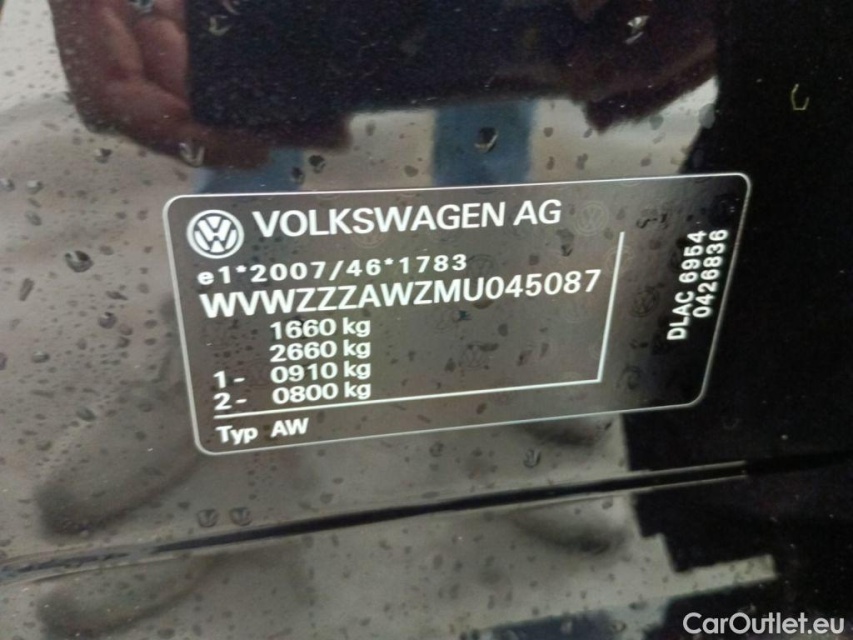 VOLKSWAGEN AG
e1*2007/46*1783
WVWZZZAWZMU045087
1660 kg
2660 kg
1- 0910 kg
2- 0800 kg
Typ AW
DLAC 6954
0426836
CarOutlet.eu